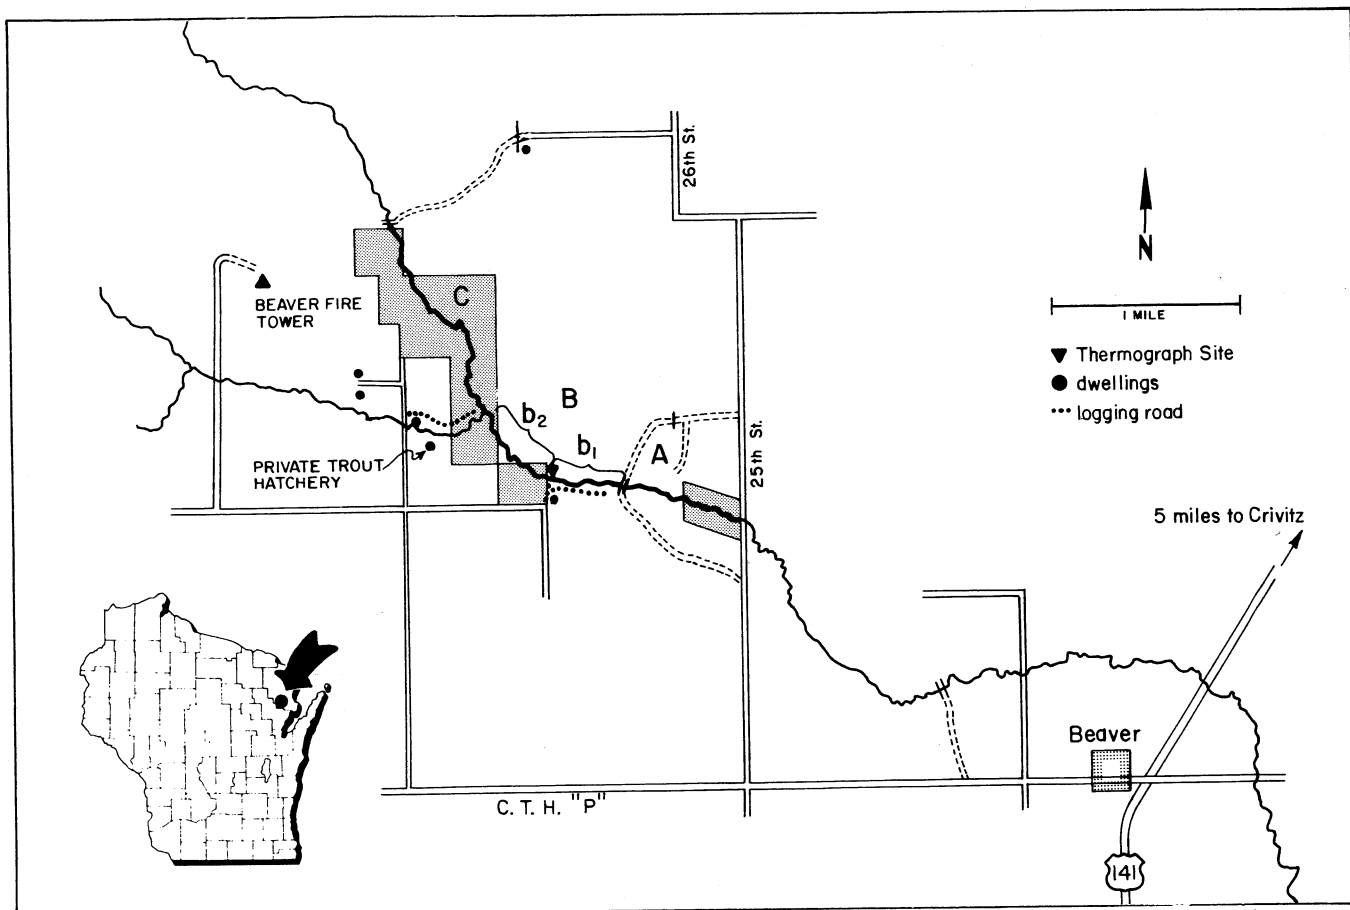 26th St.
N
1 MILE
Thermograph Site
dwellings
logging road
BEAVER FIRE
TOWER
C
B
b2
b1
A
25th St.
PRIVATE TROUT
HATCHERY
5 miles to Crivitz
Beaver
C. T. H. "P"
141